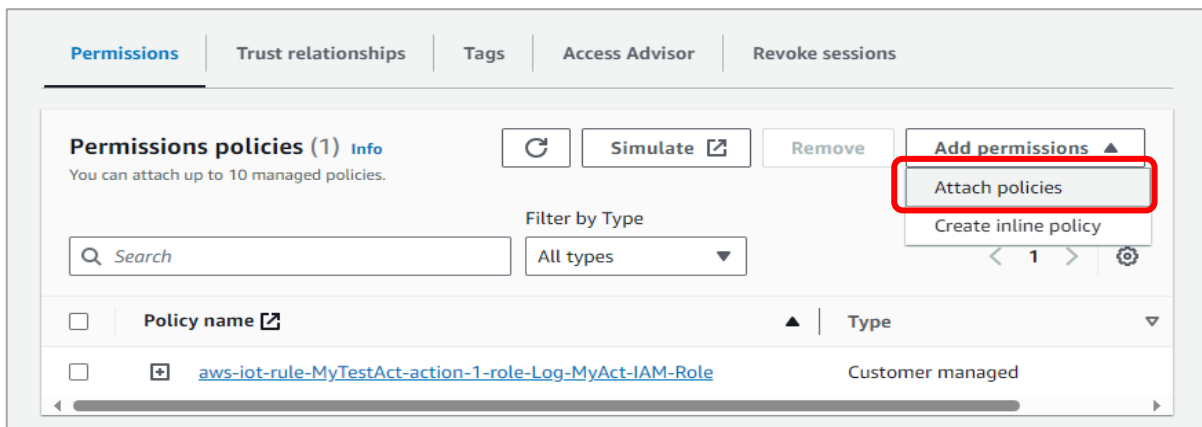 Permissions Trust relationships Tags Access Advisor Revoke sessions
Permissions policies (1) Info Simulate Remove Add permissions
You can attach up to 10 managed policies.
Attach policies
Filter by Type
Create inline policy
Search All types 1
Policy name Type
aws-iot-rule-MyTestAct-action-1-role-Log-MyAct-IAM-Role Customer managed